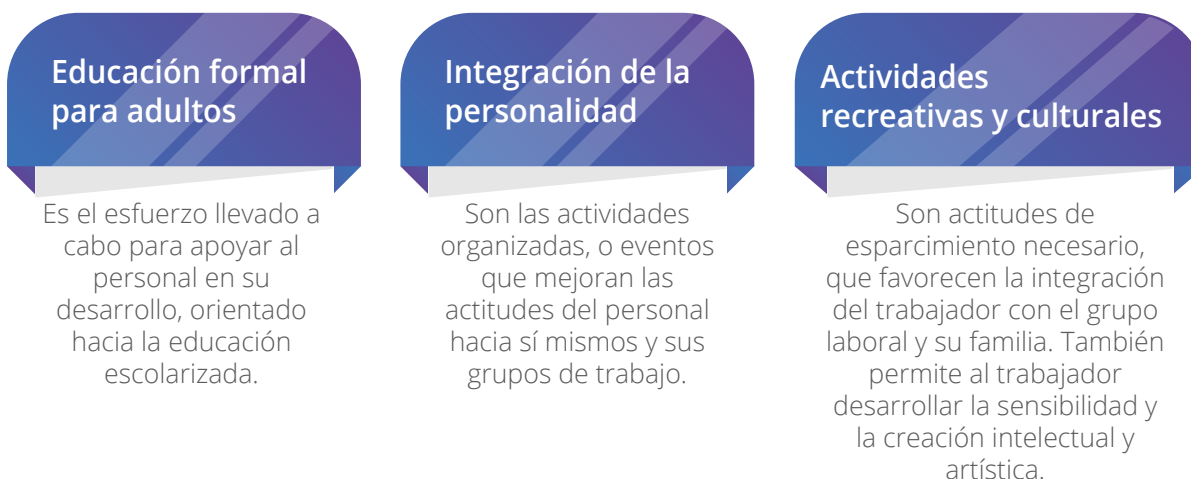 Educación formal
para adultos
Es el esfuerzo llevado a
cabo para apoyar al
personal en su
desarrollo, orientado
hacia la educación
escolarizada.
Integración de la
personalidad
Son las actividades
organizadas, o eventos
que mejoran las
actitudes del personal
hacia sí mismos y sus
grupos de trabajo.
Actividades
recreativas y culturales
Son actitudes de
esparcimiento necesario,
que favorecen la integración
del trabajador con el grupo
laboral y su familia. También
permite al trabajador
desarrollar la sensibilidad y
la creación intelectual y
artística.